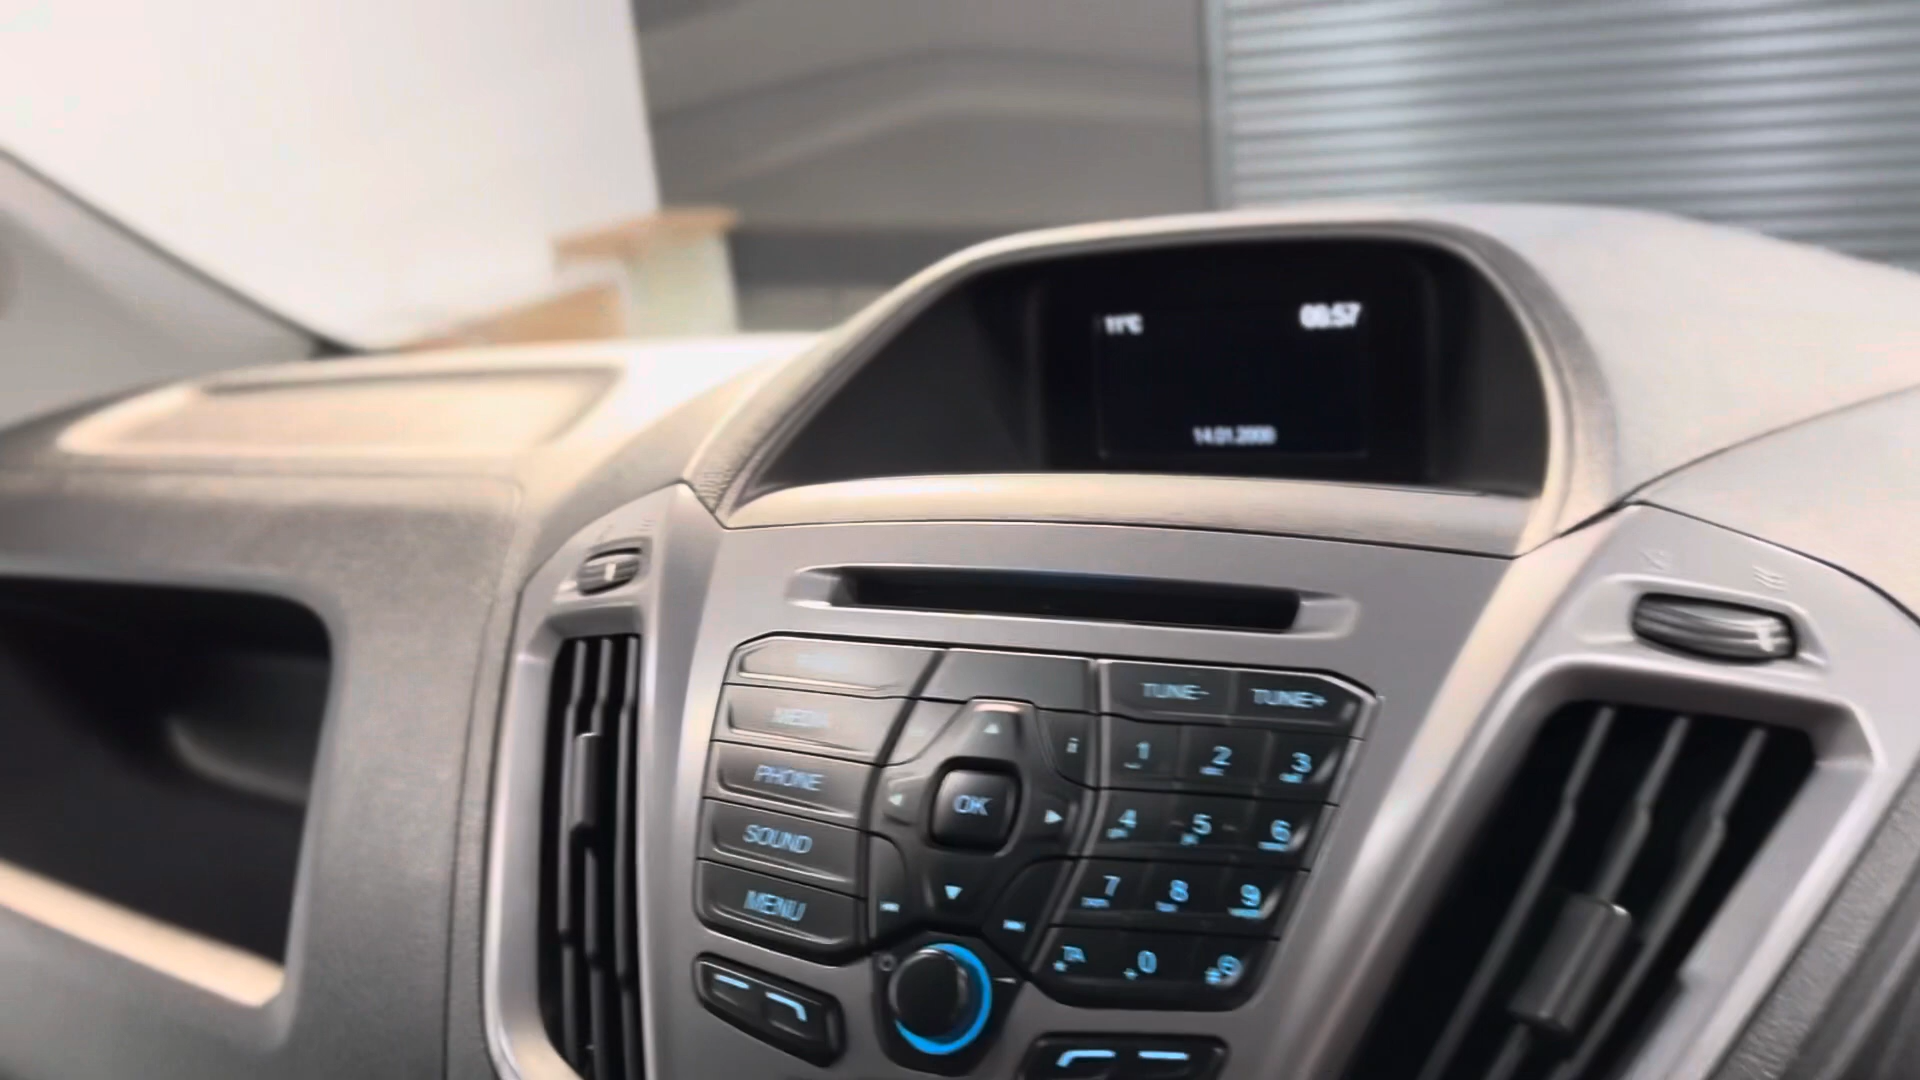 11°C 08:57
14.01.2000
TUNE- TUNE+
MEDIA
PHONE
SOUND
MENU
i
OK
1 2 3
4 5 6
7 8 9
TA
* +0 #